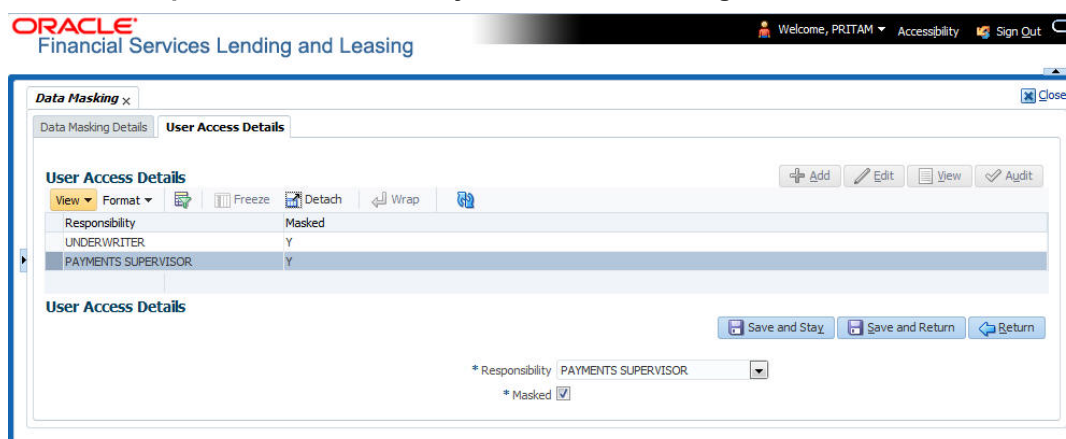 ORACLE
Financial Services Lending and Leasing
Welcome, PRITAM Accessibility Sign Out
Data Masking x Close
Data Masking Details User Access Details
User Access Details Add Edit View Audit
View Format Freeze Detach Wrap
Responsibility Masked
UNDERWRITER Y
PAYMENTS SUPERVISOR Y
User Access Details
Save and Stay Save and Return Return
* Responsibility PAYMENTS SUPERVISOR
* Masked